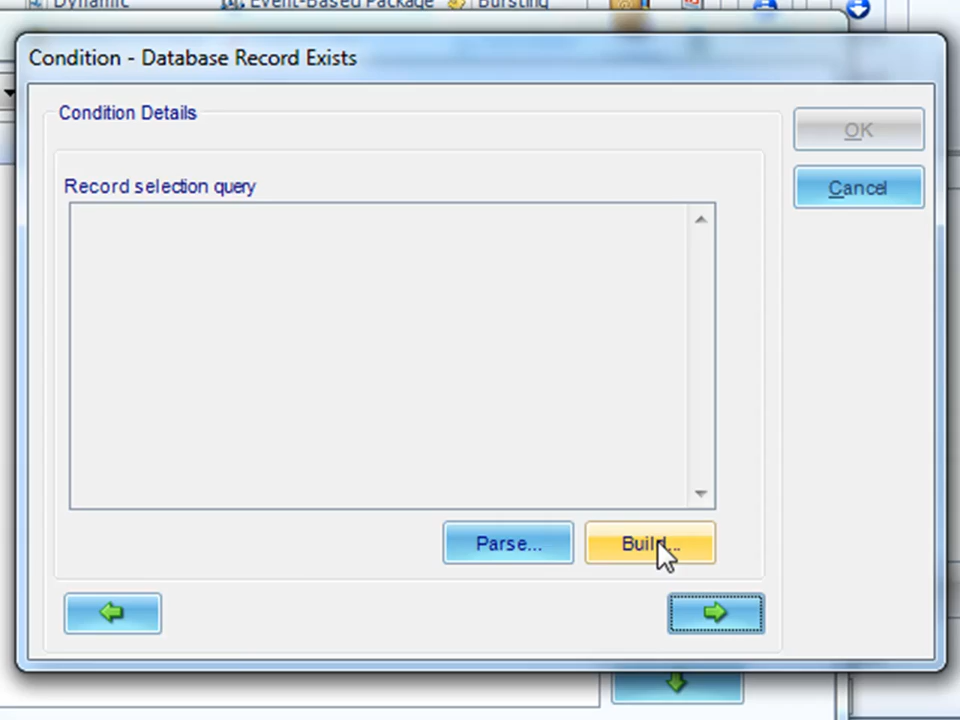 Dynamic Event-Based Package Bursting
Condition - Database Record Exists
Condition Details
OK
Cancel
Record selection query
Parse...
Build...